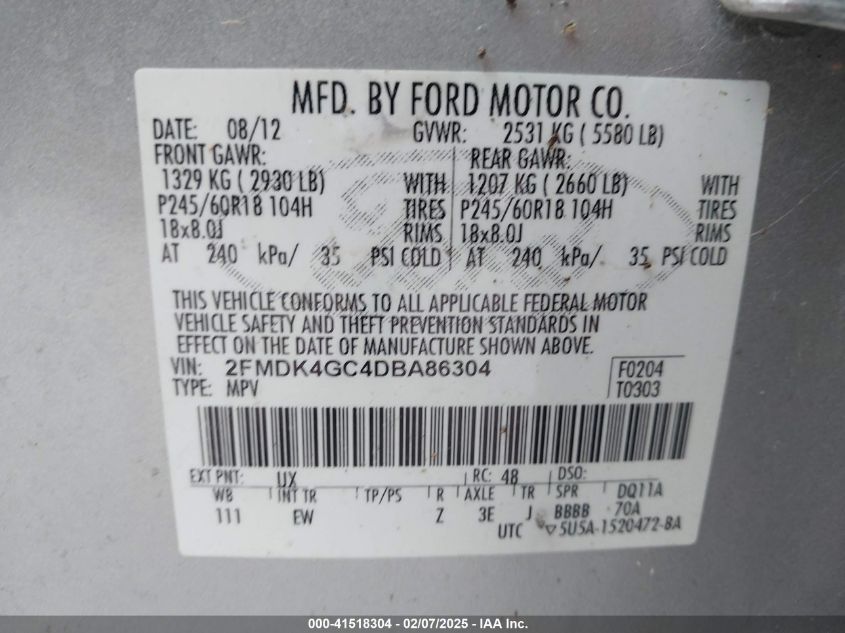 MFD. BY FORD MOTOR CO.
DATE: 08/12 GVWR: 2531 KG ( 5580 LB)
FRONT GAWR: REAR GAWR:
1329 KG ( 2930 LB) WITH 1207 KG ( 2660 LB) WITH
P245/60R18 104H TIRES P245/60R18 104H TIRES
18x8.0J RIMS 18x8.0J RIMS
AT 240 kPa/ 35 PSI COLD AT 240 kPa/ 35 PSI COLD
THIS VEHICLE CONFORMS TO ALL APPLICABLE FEDERAL MOTOR
VEHICLE SAFETY AND THEFT PREVENTION STANDARDS IN
EFFECT ON THE DATE OF MANUFACTURE SHOWN ABOVE.
VIN: 2FMDK4GC4DBA86304 F0204
TYPE: MPV T0303
EXT PNT: UX RC: 48 DSO:
WB INT TR TP/PS R AXLE TR SPR DQ11A
111 EW Z 3E J BBBB 70A
UTC ▽5U5A-1520472-BA
000-41518304 - 02/07/2025 - IAA Inc.